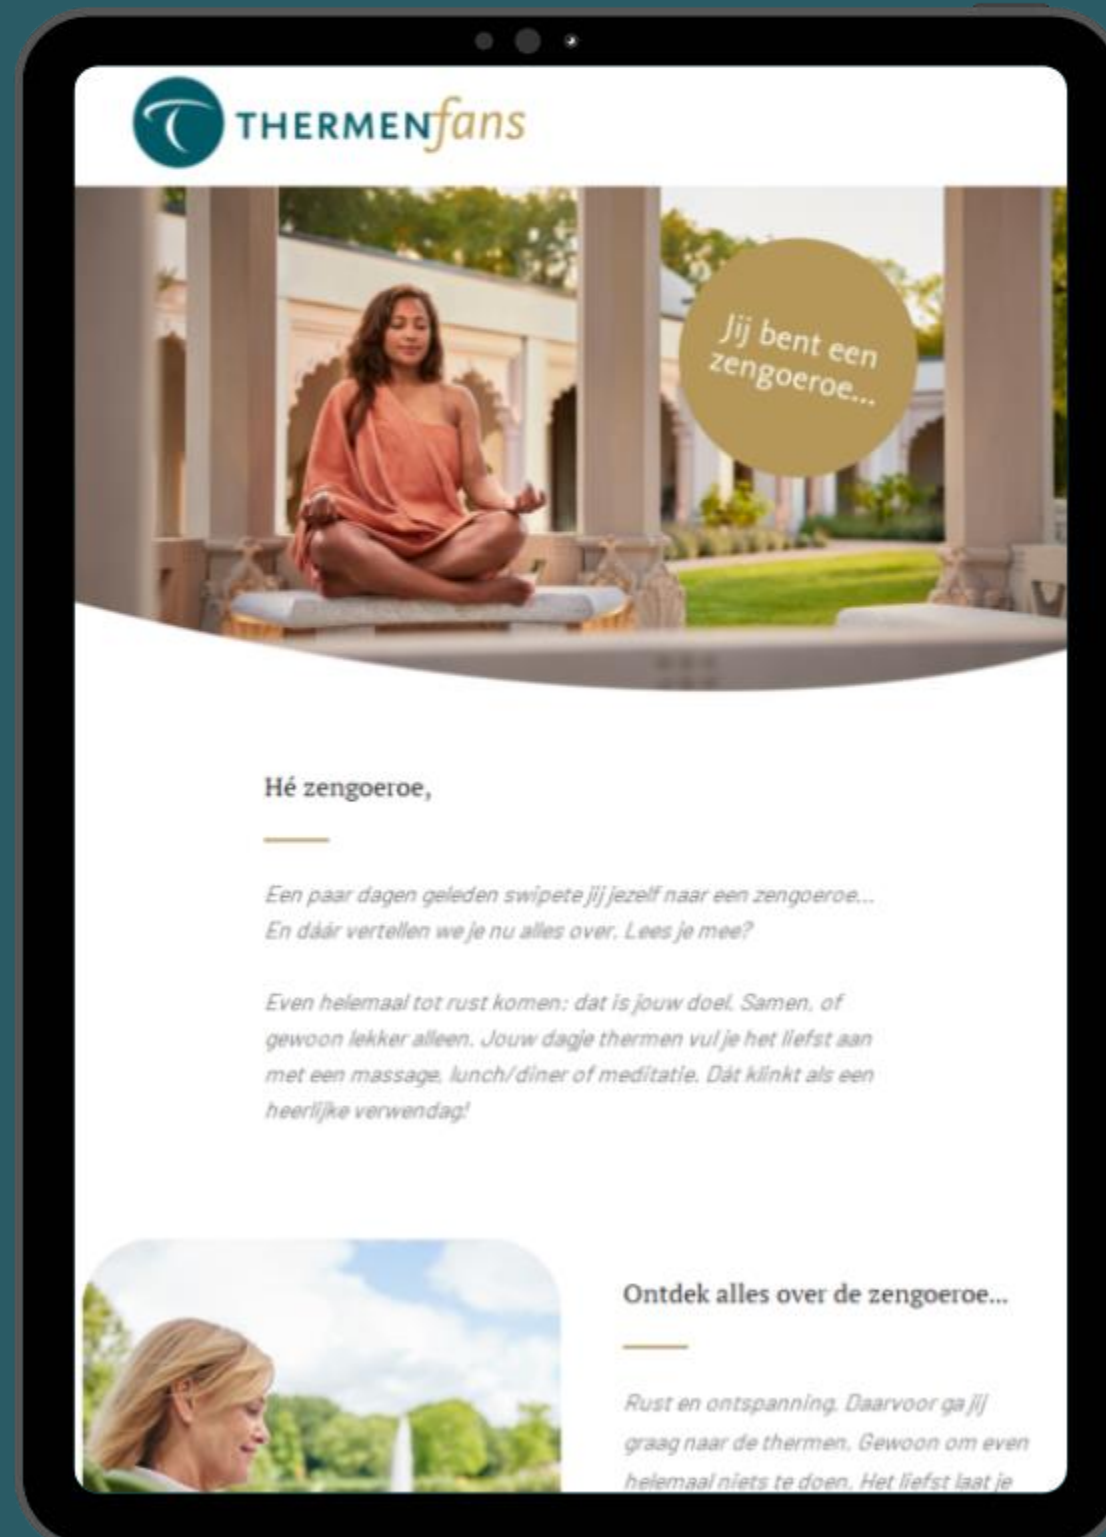 THERMENfans
Jij bent een
zengoeroe...
Hé zengoeroe,
Een paar dagen geleden swipete jij jezelf naar een zengoeroe...
En dáár vertellen we je nu alles over. Lees je mee?
Even helemaal tot rust komen: dat is jouw doel. Samen, of
gewoon lekker alleen. Jouw dagje thermen vul je het liefst aan
met een massage, lunch/diner of meditatie. Dát klinkt als een
heerlijke verwendag!
Ontdek alles over de zengoeroe...
Rust en ontspanning. Daarvoor ga jij
graag naar de thermen. Gewoon om even
helemaal niets te doen. Het liefst laat je